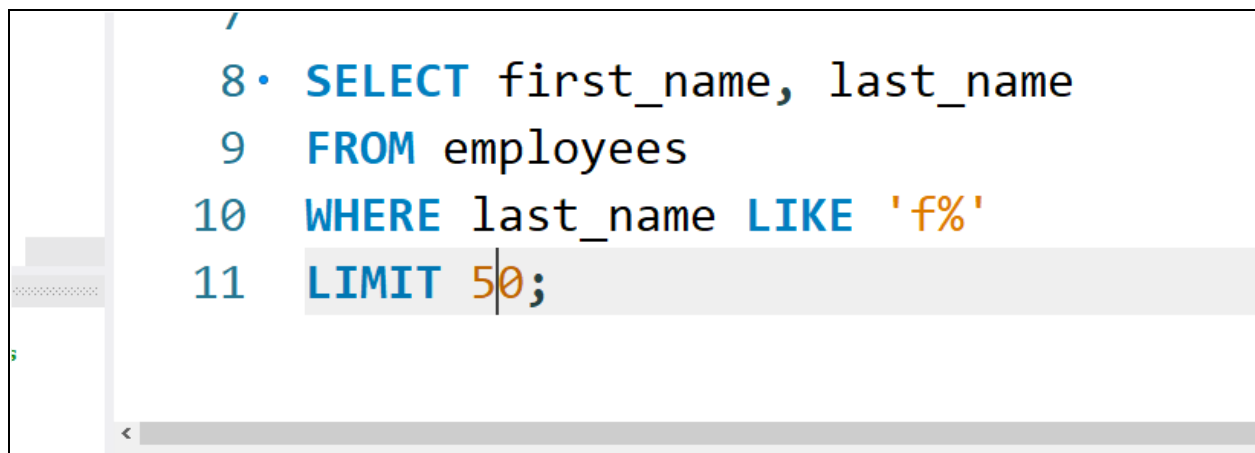 8 SELECT first_name, last_name
9 FROM employees
10 WHERE last_name LIKE 'f%'
11 LIMIT 50;